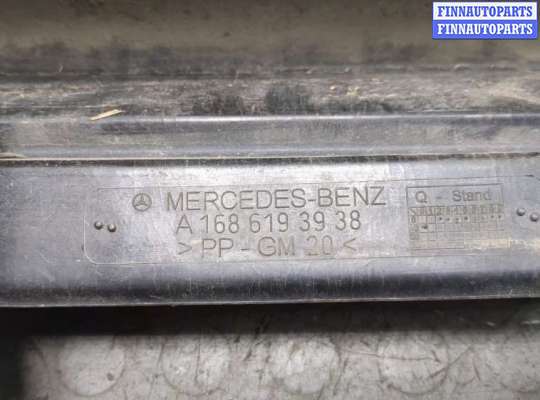 FINNAUTOPARTS
FINNAUTOPARTS
MERCEDES-BENZ
A 168 619 39 38
> PP - GM 20 <
Q - Stand